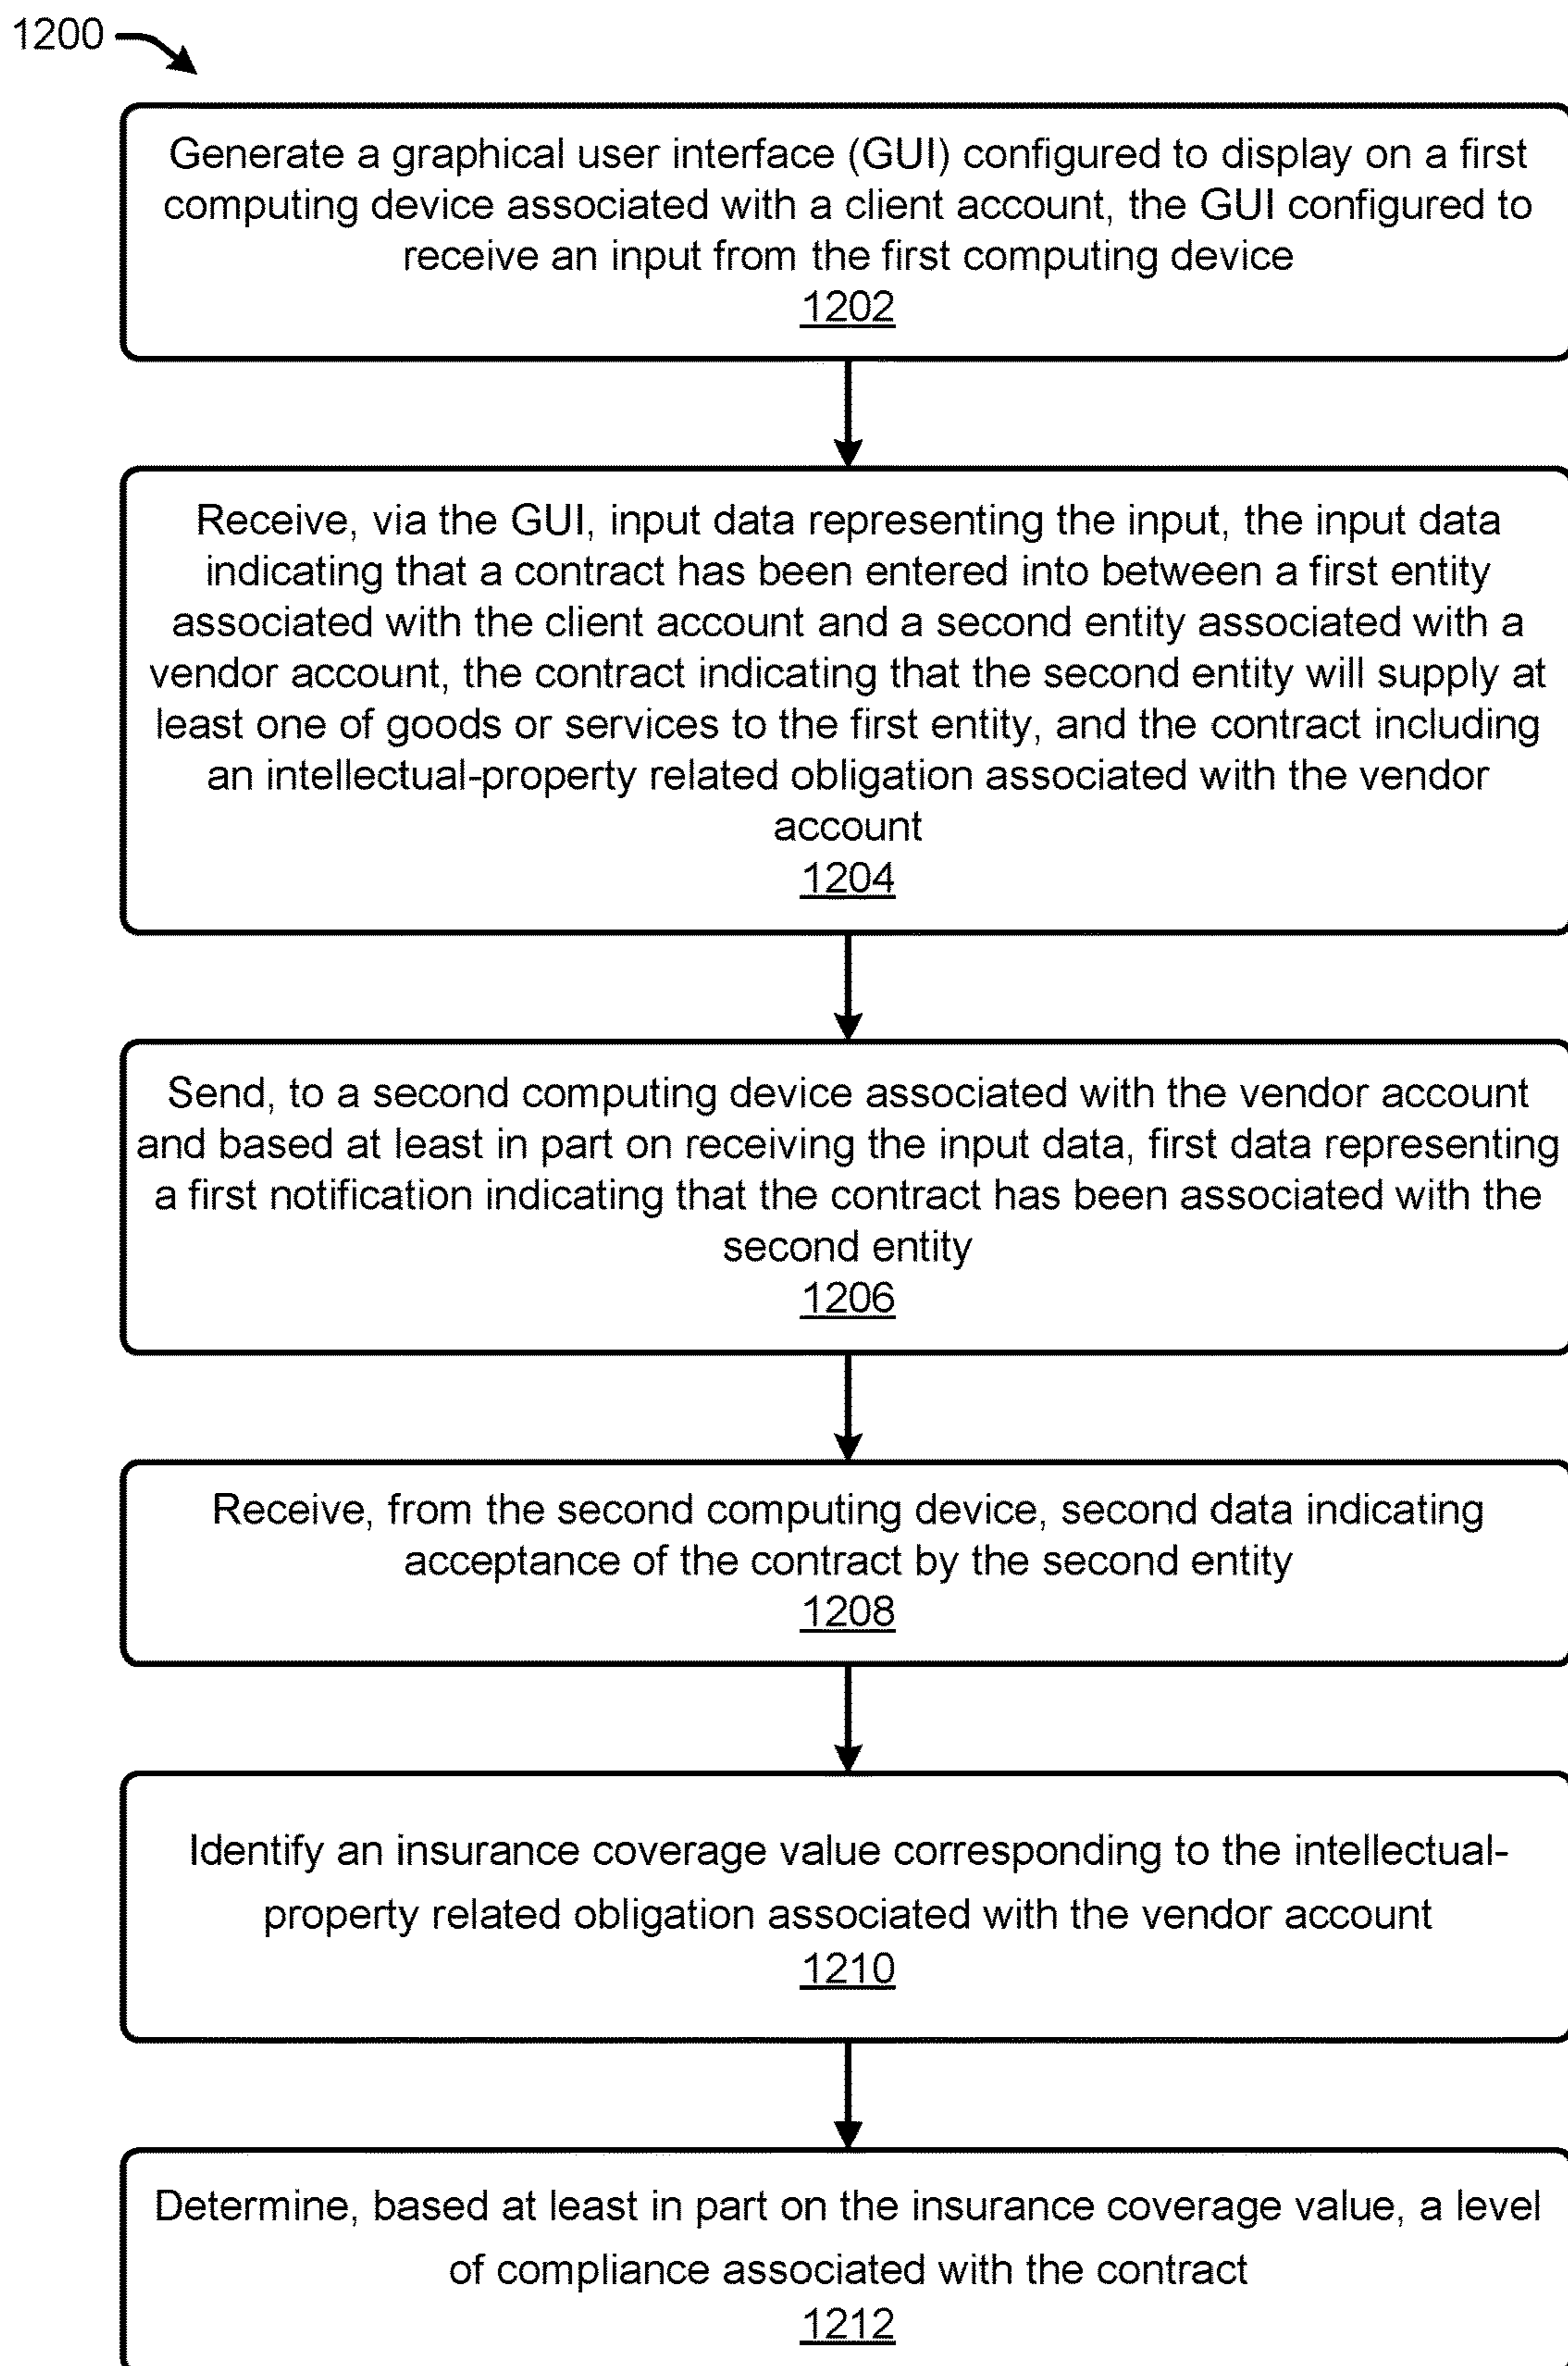 1200
Generate a graphical user interface (GUI) configured to display on a first
computing device associated with a client account, the GUI configured to
receive an input from the first computing device
1202
Receive, via the GUI, input data representing the input, the input data
indicating that a contract has been entered into between a first entity
associated with the client account and a second entity associated with a
vendor account, the contract indicating that the second entity will supply at
least one of goods or services to the first entity, and the contract including
an intellectual-property related obligation associated with the vendor
account
1204
Send, to a second computing device associated with the vendor account
and based at least in part on receiving the input data, first data representing
a first notification indicating that the contract has been associated with the
second entity
1206
Receive, from the second computing device, second data indicating
acceptance of the contract by the second entity
1208
Identify an insurance coverage value corresponding to the intellectual-
property related obligation associated with the vendor account
1210
Determine, based at least in part on the insurance coverage value, a level
of compliance associated with the contract
1212